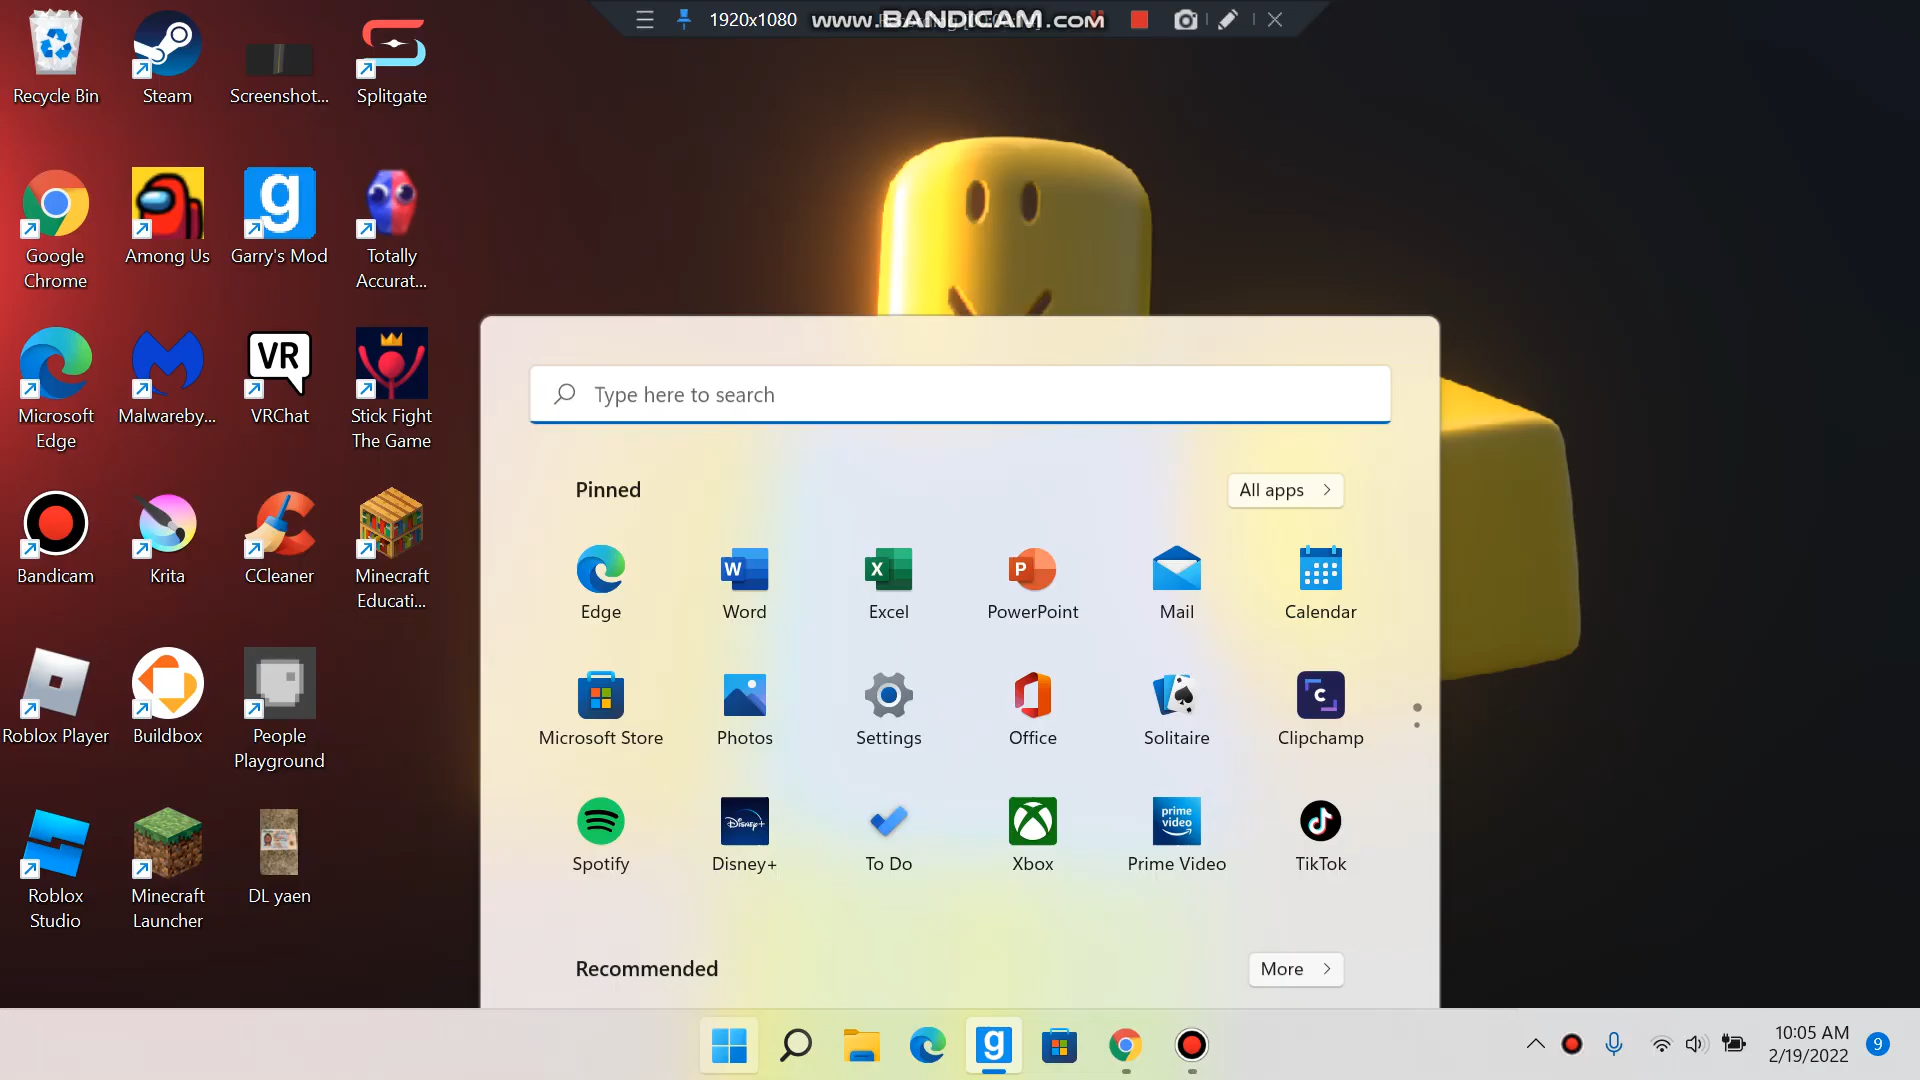 1920x1080
www.BANDICAM.com
Recycle Bin
Steam
Screenshot...
Splitgate
Google
Chrome
Among Us
Garry's Mod
Totally
Accurat...
Microsoft
Edge
Malwareby...
VR
VRChat
Stick Fight
The Game
Bandicam
Krita
CCleaner
Minecraft
Educati...
Roblox Player
Buildbox
People
Playground
Roblox
Studio
Minecraft
Launcher
DL yaen
Type here to search
Pinned
All apps
Edge
Word
Excel
PowerPoint
Mail
Calendar
Microsoft Store
Photos
Settings
Office
Solitaire
Clipchamp
Spotify
Disney+
Disney+
To Do
Xbox
prime
video
Prime Video
TikTok
Recommended
More
10:05 AM
2/19/2022
9